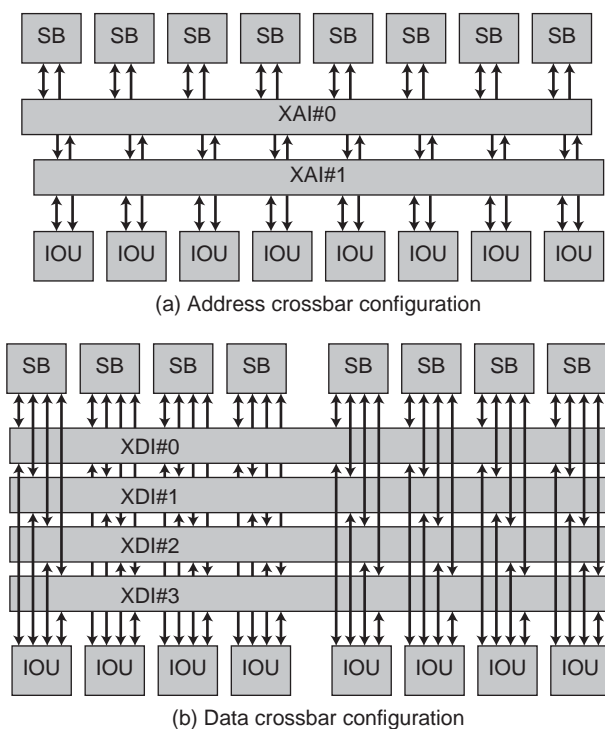 SB SB SB SB SB SB SB SB
XAI#0
XAI#1
IOU IOU IOU IOU IOU IOU IOU IOU
(a) Address crossbar configuration
SB SB SB SB SB SB SB SB
XDI#0
XDI#1
XDI#2
XDI#3
IOU IOU IOU IOU IOU IOU IOU IOU
(b) Data crossbar configuration